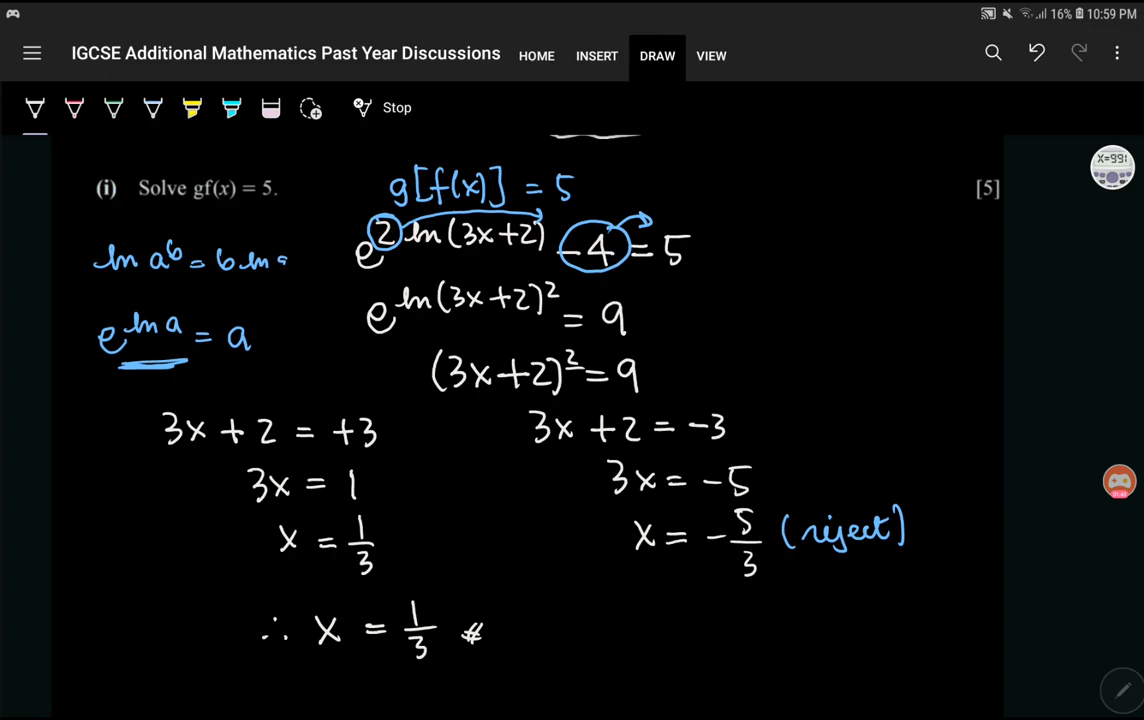 16% 10:59 PM
IGCSE Additional Mathematics Past Year Discussions HOME INSERT DRAW VIEW
Stop
X=991
(i) Solve gf(x) = 5. [5]
g[f(x)] = 5
e^{2 ln(3x+2)} - 4 = 5
ln a^b = b ln a
e^{ln(3x+2)^2} = 9
e^{ln a} = a
(3x+2)^2 = 9
3x + 2 = +3
3x = 1
x = 1/3
3x + 2 = -3
3x = -5
x = -5/3 (reject)
∴ x = 1/3 #